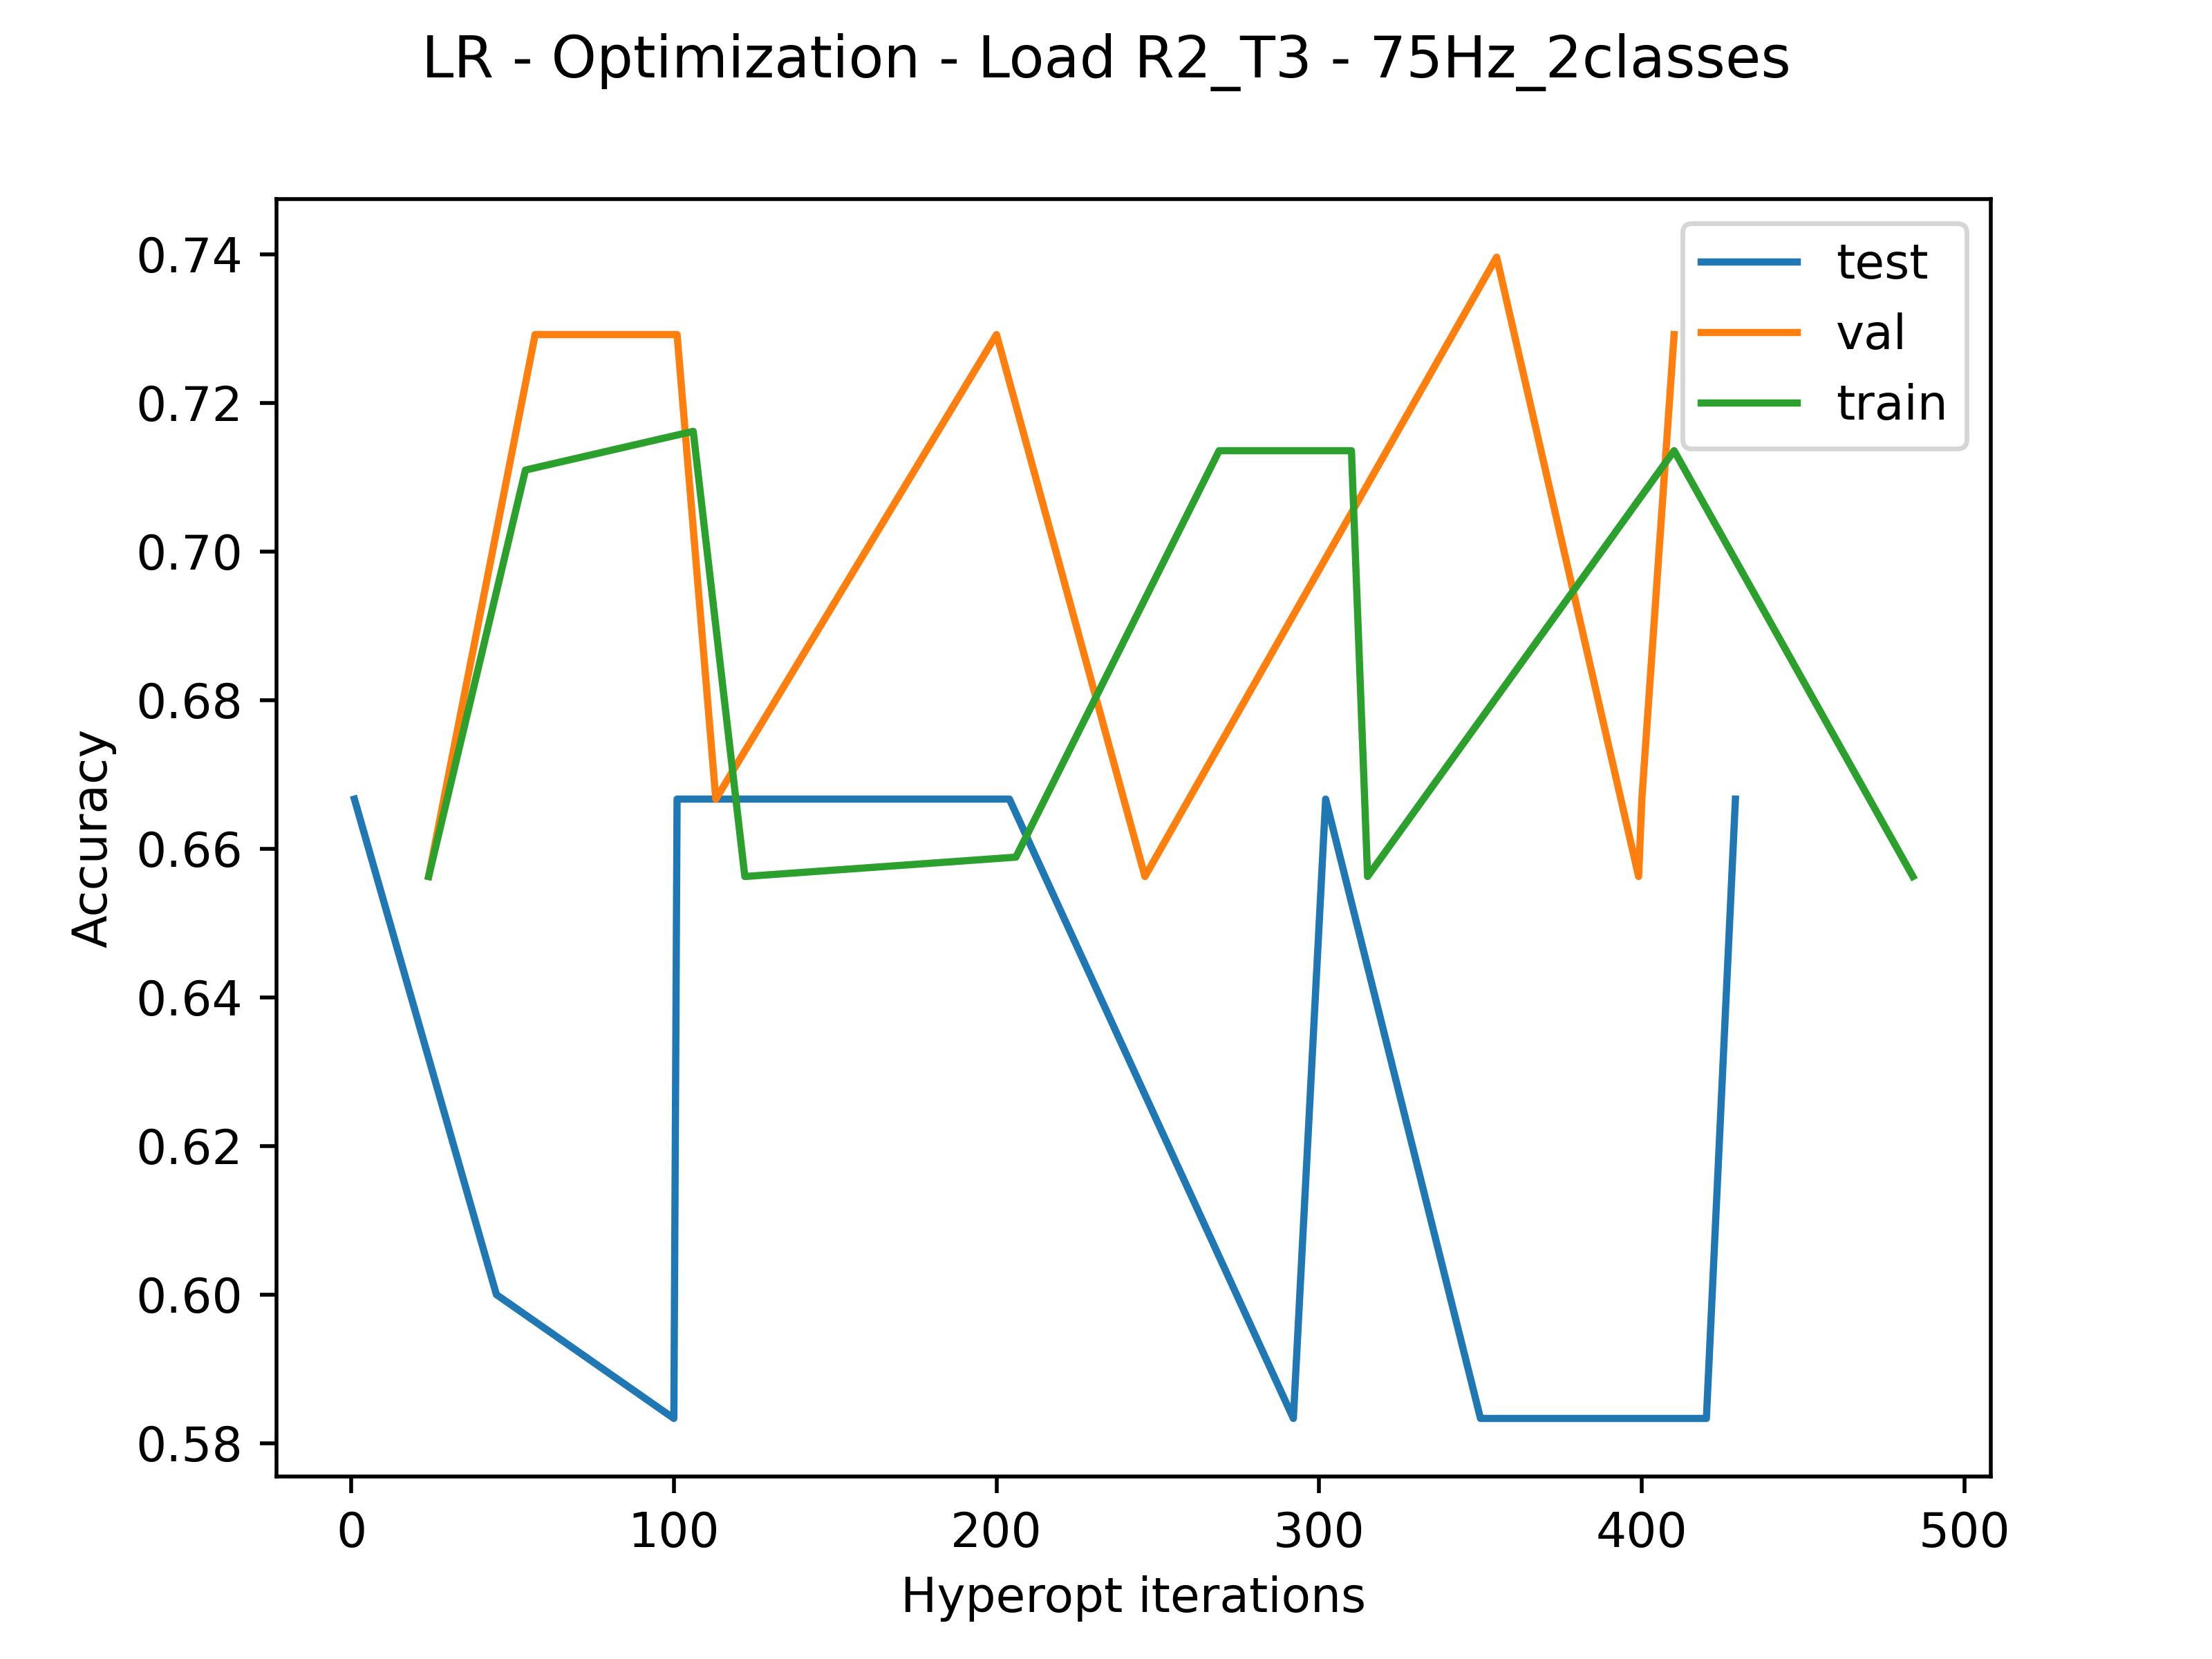 LR - Optimization - Load R2_T3 - 75Hz_2classes
0.74
0.72
0.70
0.68
0.66
0.64
0.62
0.60
0.58
Accuracy
test
val
train
0 100 200 300 400 500
Hyperopt iterations